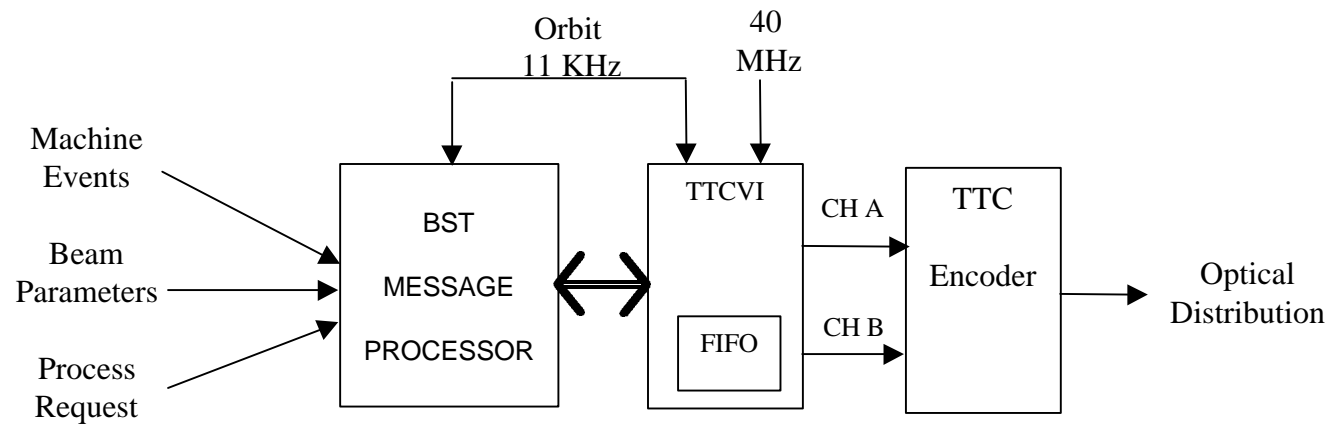 Orbit
11 KHz
40
MHz
Machine
Events
Beam
Parameters
Process
Request
BST
MESSAGE
PROCESSOR
TTCVI
FIFO
CH A
CH B
TTC
Encoder
Optical
Distribution